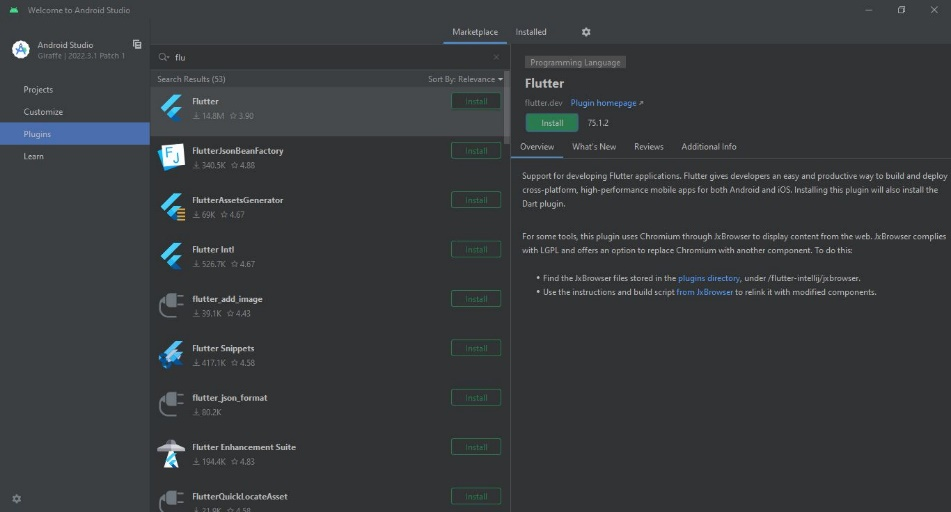 Welcome to Android Studio
Android Studio
Giraffe | 2022.3.1 Patch 1
Projects
Customize
Plugins
Learn
Marketplace
Installed
flu
Search Results (53)
Sort By: Relevance
Flutter
14.8M 3.90
Install
FlutterJsonBeanFactory
340.5K 4.88
Install
FlutterAssetsGenerator
69K 4.67
Install
Flutter Intl
526.7K 4.67
Install
flutter_add_image
39.1K 4.43
Install
Flutter Snippets
417.1K 4.58
Install
flutter_json_format
80.2K
Install
Flutter Enhancement Suite
194.4K 4.83
Install
FlutterQuickLocateAsset
21.9K 4.58
Install
Programming Language
Flutter
flutter.dev Plugin homepage
Install 75.1.2
Overview What's New Reviews Additional Info
Support for developing Flutter applications. Flutter gives developers an easy and productive way to build and deploy
cross-platform, high-performance mobile apps for both Android and iOS. Installing this plugin will also install the
Dart plugin.
For some tools, this plugin uses Chromium through JxBrowser to display content from the web. JxBrowser complies
with LGPL and offers an option to replace Chromium with another component. To do this:
• Find the JxBrowser files stored in the plugins directory, under /flutter-intellij/jxbrowser.
• Use the instructions and build script from JxBrowser to relink it with modified components.